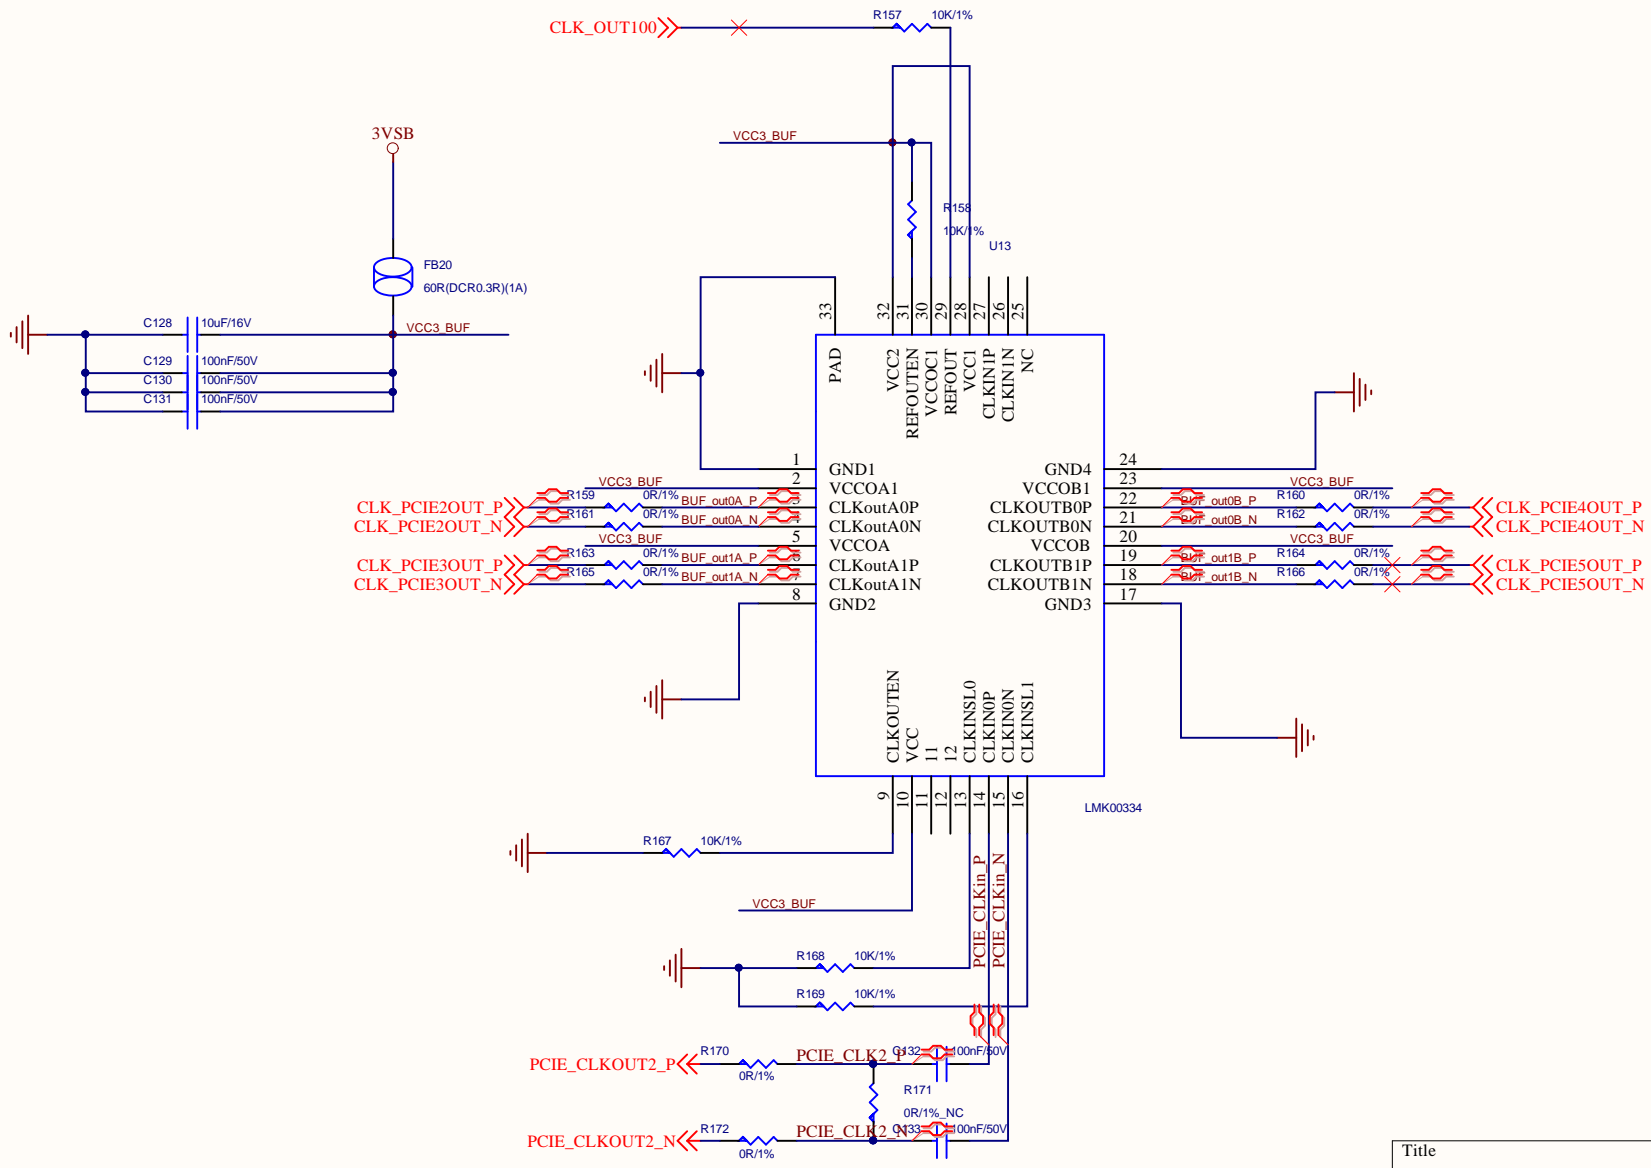 CLK_OUT100
R157 10K/1%
3VSB
VCC3_BUF
R158
10K/1%
U13
FB20
60R(DCR0.3R)(1A)
C128 10uF/16V
VCC3_BUF
C129 100nF/50V
C130 100nF/50V
C131 100nF/50V
33 32 31 30 29 28 27 26 25
PAD VCC2 REFOUTEN VCCOC1 REFOUT VCC1 CLKIN1P CLKIN1N NC
1 GND1 GND4 24
VCC3_BUF 2 VCCOA1 VCCOB1 23 VCC3_BUF
CLK_PCIE2OUT_P R159 0R/1% BUF_out0A_P 3 CLKoutA0P CLKOUTB0P 22 BUF_out0B_P R160 0R/1% CLK_PCIE4OUT_P
CLK_PCIE2OUT_N R161 0R/1% BUF_out0A_N 4 CLKoutA0N CLKOUTB0N 21 BUF_out0B_N R162 0R/1% CLK_PCIE4OUT_N
VCC3_BUF 5 VCCOA VCCOB 20 VCC3_BUF
CLK_PCIE3OUT_P R163 0R/1% BUF_out1A_P 6 CLKoutA1P CLKOUTB1P 19 BUF_out1B_P R164 0R/1% CLK_PCIE5OUT_P
CLK_PCIE3OUT_N R165 0R/1% BUF_out1A_N 7 CLKoutA1N CLKOUTB1N 18 BUF_out1B_N R166 0R/1% CLK_PCIE5OUT_N
8 GND2 GND3 17
CLKOUTEN VCC 11 12 CLKINSL0 CLKIN0P CLKIN0N CLKINSL1
9 10 11 12 13 14 15 16
LMK00334
R167 10K/1%
PCIE_CLKin_P
PCIE_CLKin_N
VCC3_BUF
R168 10K/1%
R169 10K/1%
PCIE_CLKOUT2_P R170 PCIE_CLK2_P C132 100nF/50V
0R/1%
R171
0R/1%_NC
PCIE_CLKOUT2_N R172 PCIE_CLK2_N C133 100nF/50V
0R/1%
Title